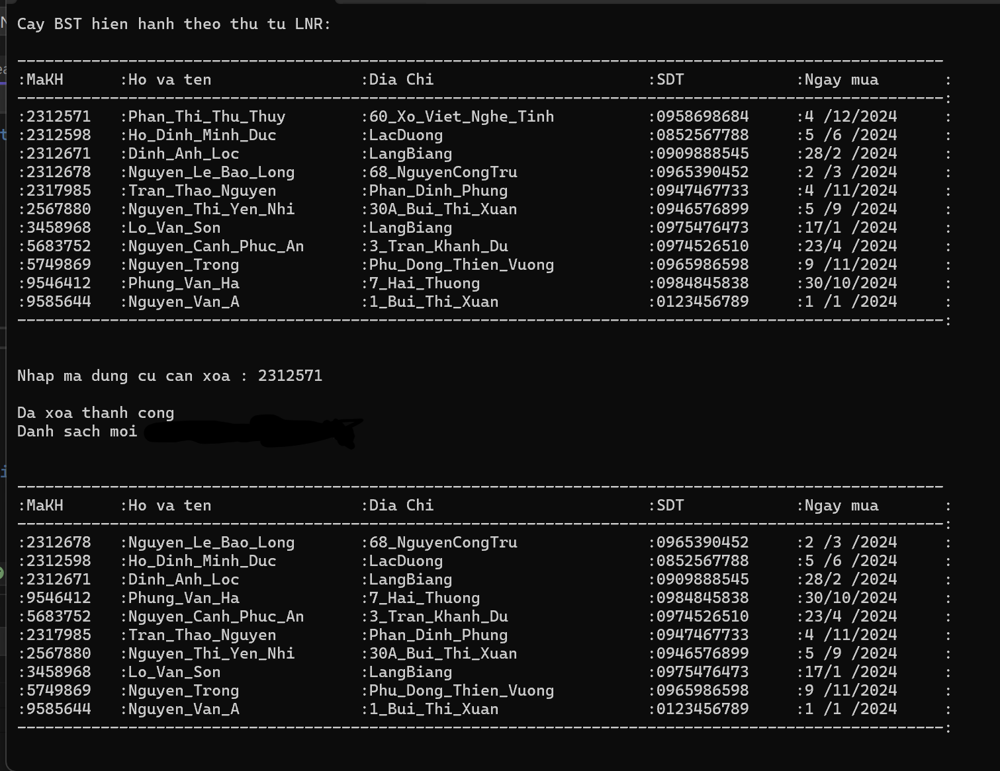 Cay BST hien hanh theo thu tu LNR:
----------------------------------------------------------------------------------------------------
:MaKH :Ho va ten :Dia Chi :SDT :Ngay mua :
----------------------------------------------------------------------------------------------------:
:2312571 :Phan_Thi_Thu_Thuy :60_Xo_Viet_Nghe_Tinh :0958698684 :4 /12/2024 :
:2312598 :Ho_Dinh_Minh_Duc :LacDuong :0852567788 :5 /6 /2024 :
:2312671 :Dinh_Anh_Loc :LangBiang :0909888545 :28/2 /2024 :
:2312678 :Nguyen_Le_Bao_Long :68_NguyenCongTru :0965390452 :2 /3 /2024 :
:2317985 :Tran_Thao_Nguyen :Phan_Dinh_Phung :0947467733 :4 /11/2024 :
:2567880 :Nguyen_Thi_Yen_Nhi :30A_Bui_Thi_Xuan :0946576899 :5 /9 /2024 :
:3458968 :Lo_Van_Son :LangBiang :0975476473 :17/1 /2024 :
:5683752 :Nguyen_Canh_Phuc_An :3_Tran_Khanh_Du :0974526510 :23/4 /2024 :
:5749869 :Nguyen_Trong :Phu_Dong_Thien_Vuong :0965986598 :9 /11/2024 :
:9546412 :Phung_Van_Ha :7_Hai_Thuong :0984845838 :30/10/2024 :
:9585644 :Nguyen_Van_A :1_Bui_Thi_Xuan :0123456789 :1 /1 /2024 :
----------------------------------------------------------------------------------------------------:
Nhap ma dung cu can xoa : 2312571
Da xoa thanh cong
Danh sach moi
----------------------------------------------------------------------------------------------------
:MaKH :Ho va ten :Dia Chi :SDT :Ngay mua :
----------------------------------------------------------------------------------------------------:
:2312678 :Nguyen_Le_Bao_Long :68_NguyenCongTru :0965390452 :2 /3 /2024 :
:2312598 :Ho_Dinh_Minh_Duc :LacDuong :0852567788 :5 /6 /2024 :
:2312671 :Dinh_Anh_Loc :LangBiang :0909888545 :28/2 /2024 :
:9546412 :Phung_Van_Ha :7_Hai_Thuong :0984845838 :30/10/2024 :
:5683752 :Nguyen_Canh_Phuc_An :3_Tran_Khanh_Du :0974526510 :23/4 /2024 :
:2317985 :Tran_Thao_Nguyen :Phan_Dinh_Phung :0947467733 :4 /11/2024 :
:2567880 :Nguyen_Thi_Yen_Nhi :30A_Bui_Thi_Xuan :0946576899 :5 /9 /2024 :
:3458968 :Lo_Van_Son :LangBiang :0975476473 :17/1 /2024 :
:5749869 :Nguyen_Trong :Phu_Dong_Thien_Vuong :0965986598 :9 /11/2024 :
:9585644 :Nguyen_Van_A :1_Bui_Thi_Xuan :0123456789 :1 /1 /2024 :
----------------------------------------------------------------------------------------------------: